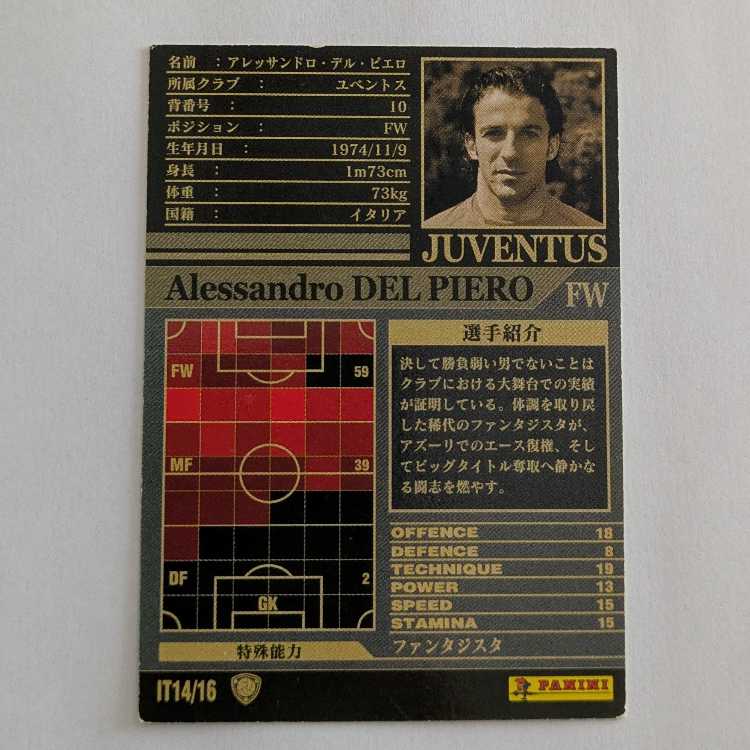 名前 ： アレッサンドロ・デル・ピエロ
所属クラブ ： ユベントス
背番号 ： 10
ポジション ： FW
生年月日 ： 1974/11/9
身長 ： 1m73cm
体重 ： 73kg
国籍 ： イタリア
JUVENTUS
Alessandro DEL PIERO FW
FW 59
MF 39
DF 2
GK
選手紹介
決して勝負弱い男でないことは
クラブにおける大舞台での実績
が証明している。体調を取り戻
した稀代のファンタジスタが、
アズーリでのエース復権、そし
てビッグタイトル奪取へ静かな
る闘志を燃やす。
OFFENCE 18
DEFENCE 8
TECHNIQUE 19
POWER 13
SPEED 15
STAMINA 15
特殊能力 ファンタジスタ
IT14/16 PANINI